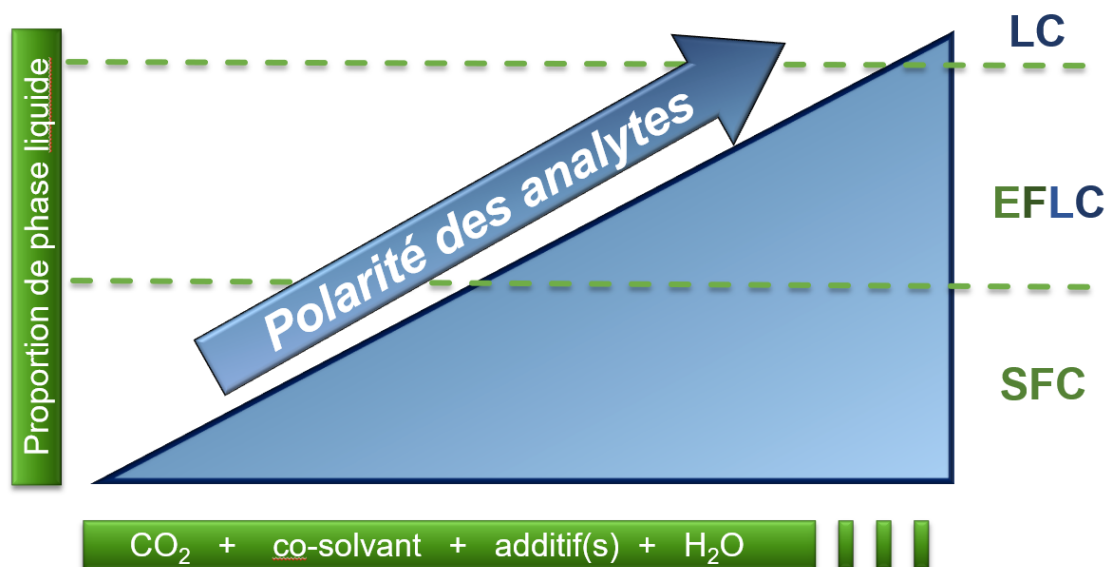 LC
Proportion de phase liquide
Polarité des analytes
EFLC
SFC
CO₂ + co-solvant + additif(s) + H₂O